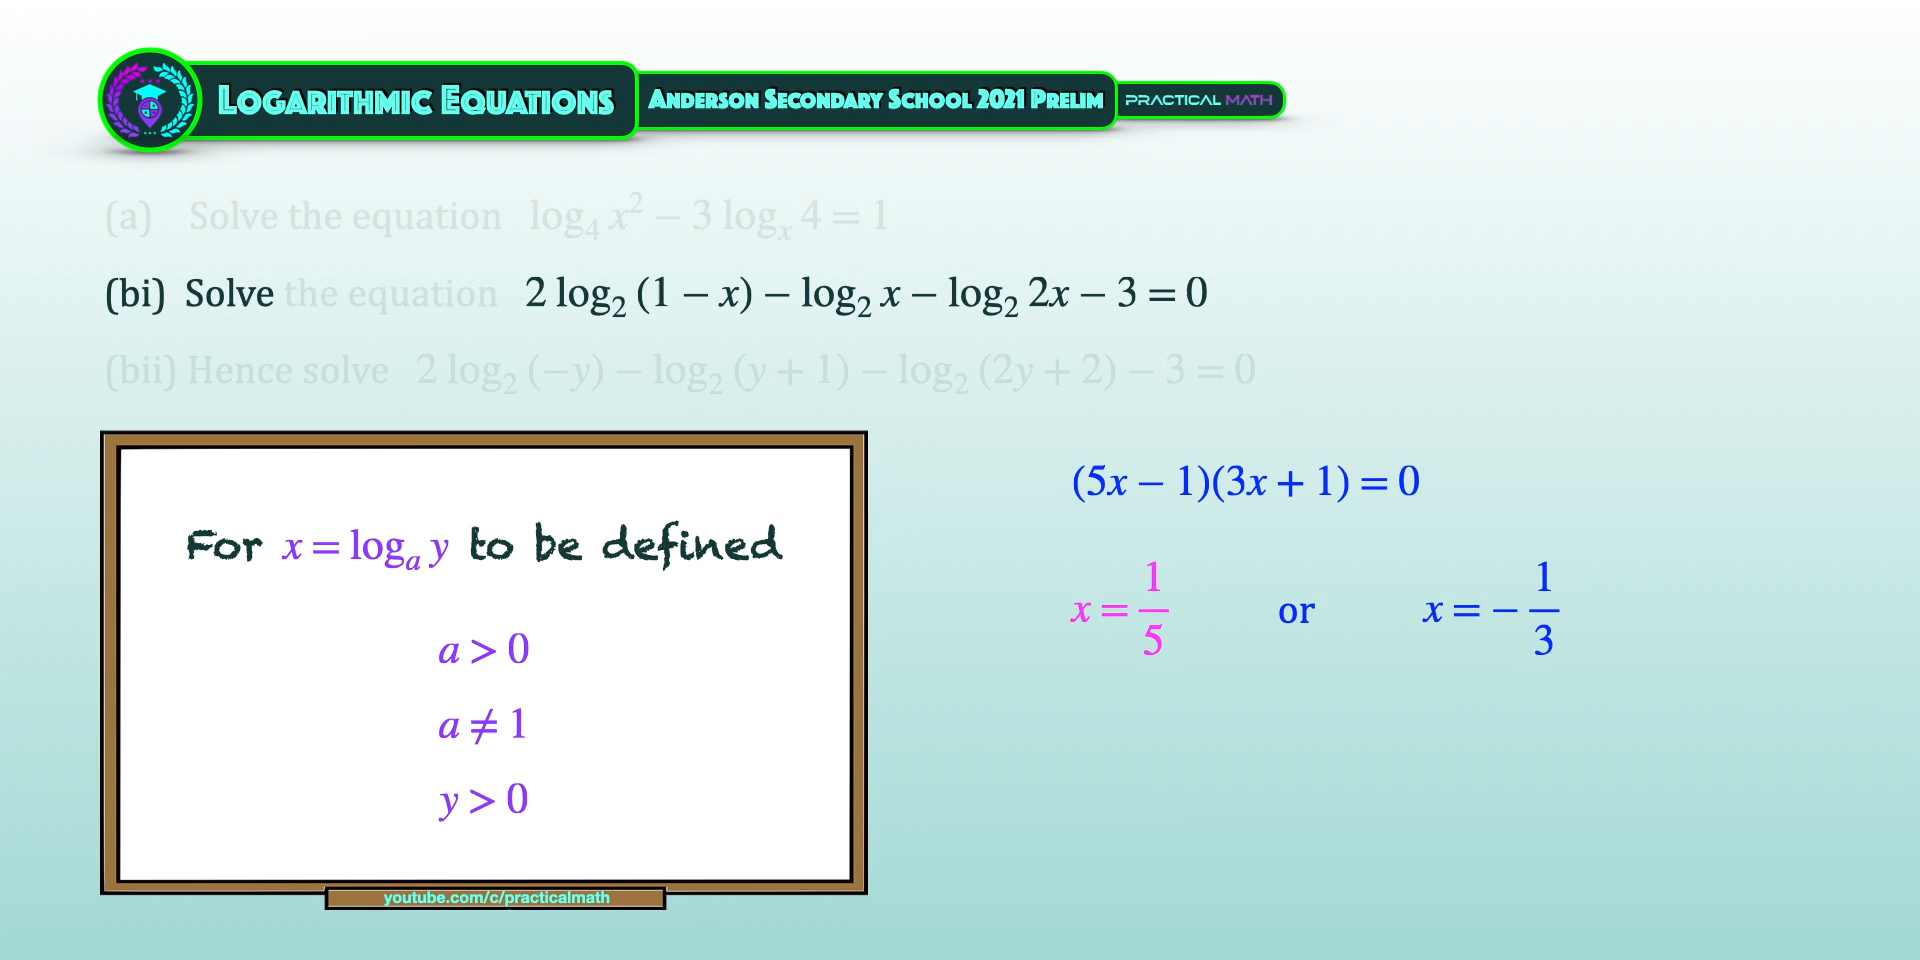 LOGARITHMIC EQUATIONS ANDERSON SECONDARY SCHOOL 2021 PRELIM PRACTICAL MATH
(a) Solve the equation log₄ x² − 3 logₓ 4 = 1
(bi) Solve the equation 2 log₂ (1 − x) − log₂ x − log₂ 2x − 3 = 0
(bii) Hence solve 2 log₂ (−y) − log₂ (y + 1) − log₂ (2y + 2) − 3 = 0
For x = logₐ y to be defined
a > 0
a ≠ 1
y > 0
youtube.com/c/practicalmath
(5x − 1)(3x + 1) = 0
x = 1/5 or x = − 1/3